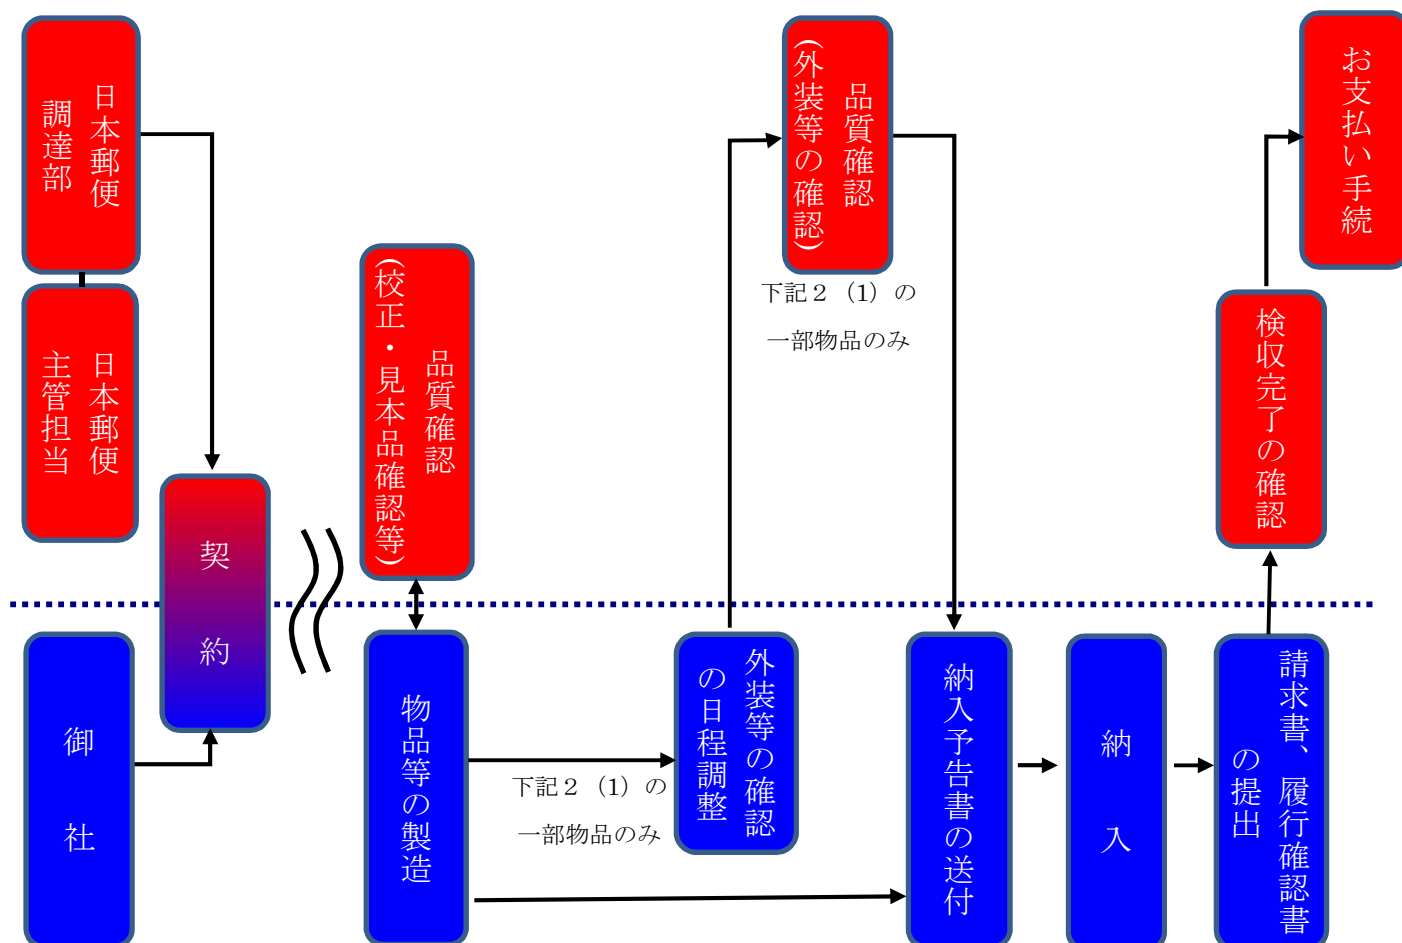 日本郵便
調達部
日本郵便
主管担当
契約
御社
品質確認
(校正・見本品確認等)
物品等の製造
下記２（1）の
一部物品のみ
外装等の確認
の日程調整
品質確認
(外装等の確認)
下記２（1）の
一部物品のみ
納入予告書の送付
納入
請求書、履行確認書
の提出
検収完了の確認
お支払い手続